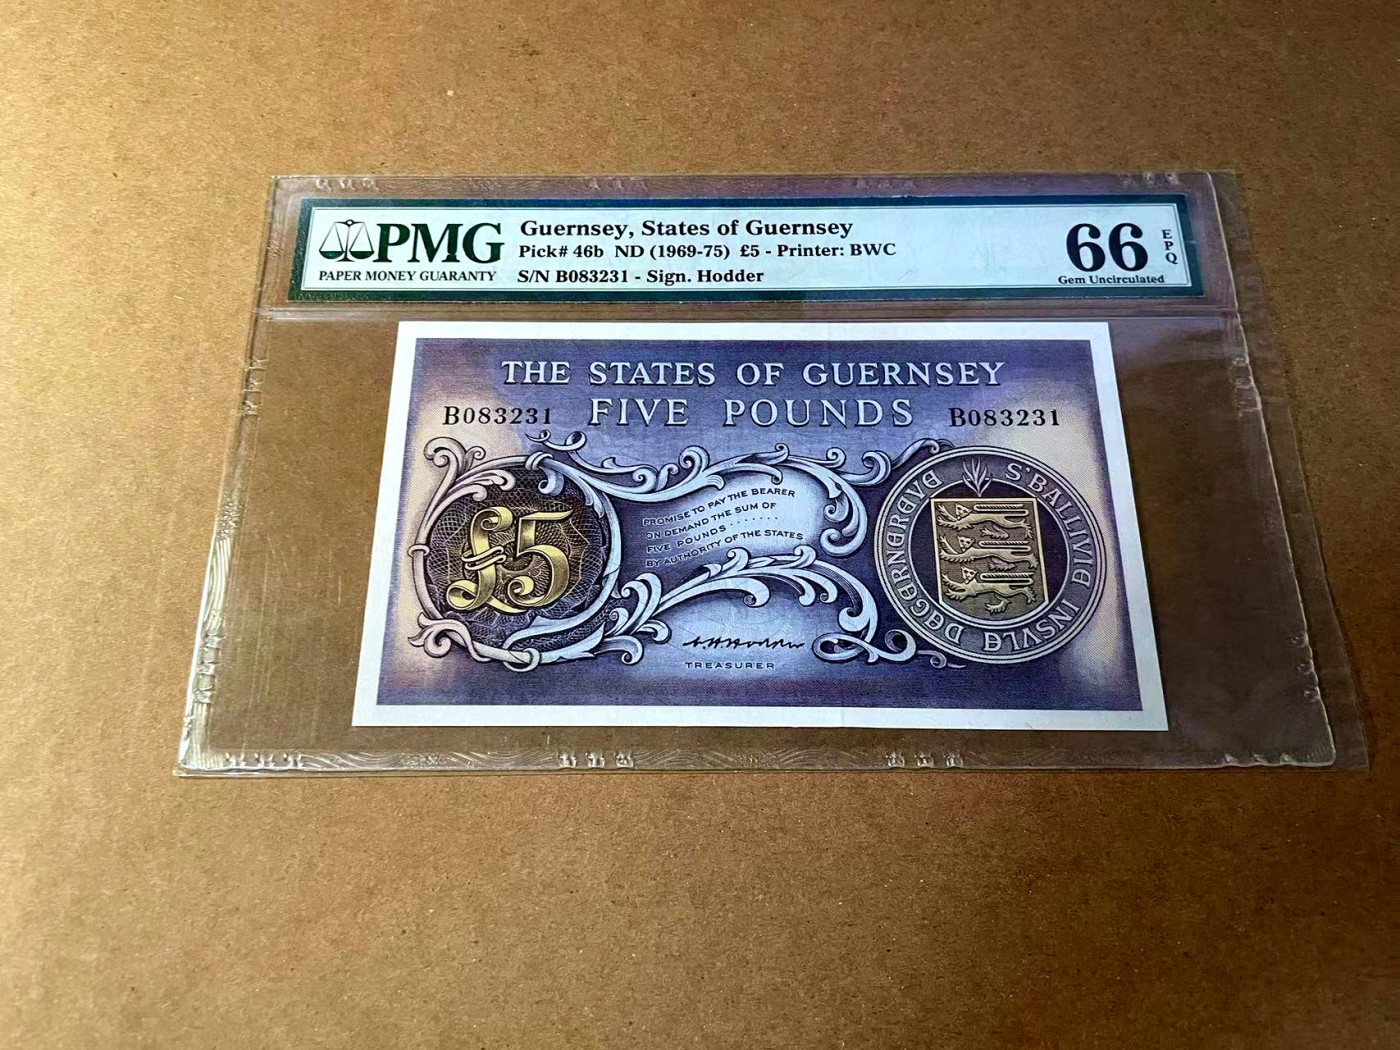 PMG
PAPER MONEY GUARANTY
Guernsey, States of Guernsey
Pick# 46b ND (1969-75) £5 - Printer: BWC
S/N B083231 - Sign. Hodder
66
EPQ
Gem Uncirculated
THE STATES OF GUERNSEY
B083231 FIVE POUNDS B083231
£5
PROMISE TO PAY THE BEARER
ON DEMAND THE SUM OF
FIVE POUNDS . . . . . . .
BY AUTHORITY OF THE STATES
Hodder
TREASURER
S'BALLIVIE INSVLE DEGERNEREVE